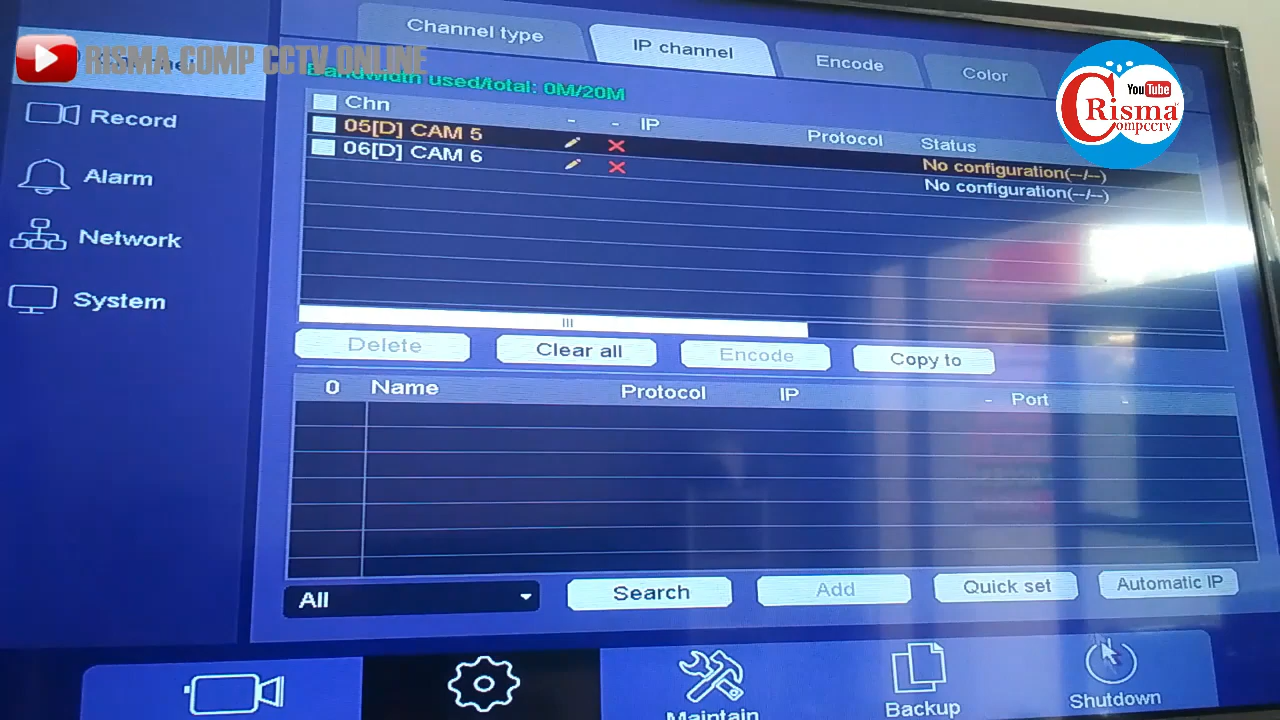 RISMA COMP CCTV ONLINE
Channel type
IP channel
Encode
Color
YouTube
Crisma
Compcctv
Bandwidth used/total: 0M/20M
Record
Alarm
Network
System
Chn - - IP Protocol Status
05[D] CAM 5 No configuration(--/--)
06[D] CAM 6 No configuration(--/--)
Delete
Clear all
Encode
Copy to
0 Name Protocol IP - Port -
All
Search
Add
Quick set
Automatic IP
Maintain
Backup
Shutdown